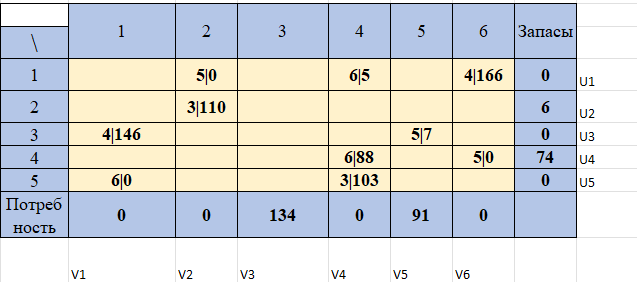 \ 1 2 3 4 5 6 Запасы
1 5|0 6|5 4|166 0 U1
2 3|110 6 U2
3 4|146 5|7 0 U3
4 6|88 5|0 74 U4
5 6|0 3|103 0 U5
Потреб
ность 0 0 134 0 91 0
V1 V2 V3 V4 V5 V6